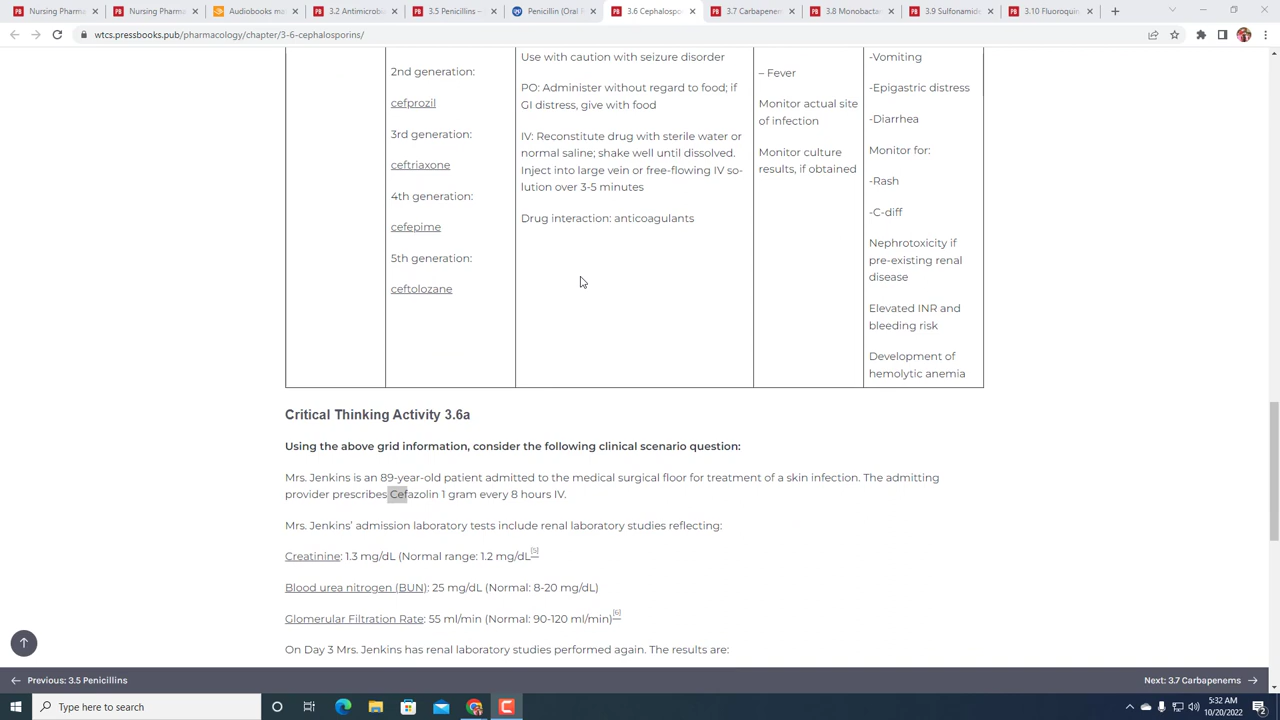 Nursing Pharma
Nursing Pharma
Audiobooks ma
3.2 Antimicrobi
3.5 Penicillins –
Penicillin (Oral R
3.6 Cephalospo
3.7 Carbapenem
3.8 Monobactam
3.9 Sulfonamid
3.10 Fluoroquin
wtcs.pressbooks.pub/pharmacology/chapter/3-6-cephalosporins/
2nd generation:
cefprozil
3rd generation:
ceftriaxone
4th generation:
cefepime
5th generation:
ceftolozane
Use with caution with seizure disorder
PO: Administer without regard to food; if
GI distress, give with food
IV: Reconstitute drug with sterile water or
normal saline; shake well until dissolved.
Inject into large vein or free-flowing IV so-
lution over 3-5 minutes
Drug interaction: anticoagulants
– Fever
Monitor actual site
of infection
Monitor culture
results, if obtained
-Vomiting
-Epigastric distress
-Diarrhea
Monitor for:
-Rash
-C-diff
Nephrotoxicity if
pre-existing renal
disease
Elevated INR and
bleeding risk
Development of
hemolytic anemia
Critical Thinking Activity 3.6a
Using the above grid information, consider the following clinical scenario question:
Mrs. Jenkins is an 89-year-old patient admitted to the medical surgical floor for treatment of a skin infection. The admitting
provider prescribes Cefazolin 1 gram every 8 hours IV.
Mrs. Jenkins’ admission laboratory tests include renal laboratory studies reflecting:
Creatinine: 1.3 mg/dL (Normal range: 1.2 mg/dL[5]
Blood urea nitrogen (BUN): 25 mg/dL (Normal: 8-20 mg/dL)
Glomerular Filtration Rate: 55 ml/min (Normal: 90-120 ml/min)[6]
On Day 3 Mrs. Jenkins has renal laboratory studies performed again. The results are:
Previous: 3.5 Penicillins
Next: 3.7 Carbapenems
Type here to search
5:32 AM
10/20/2022
2